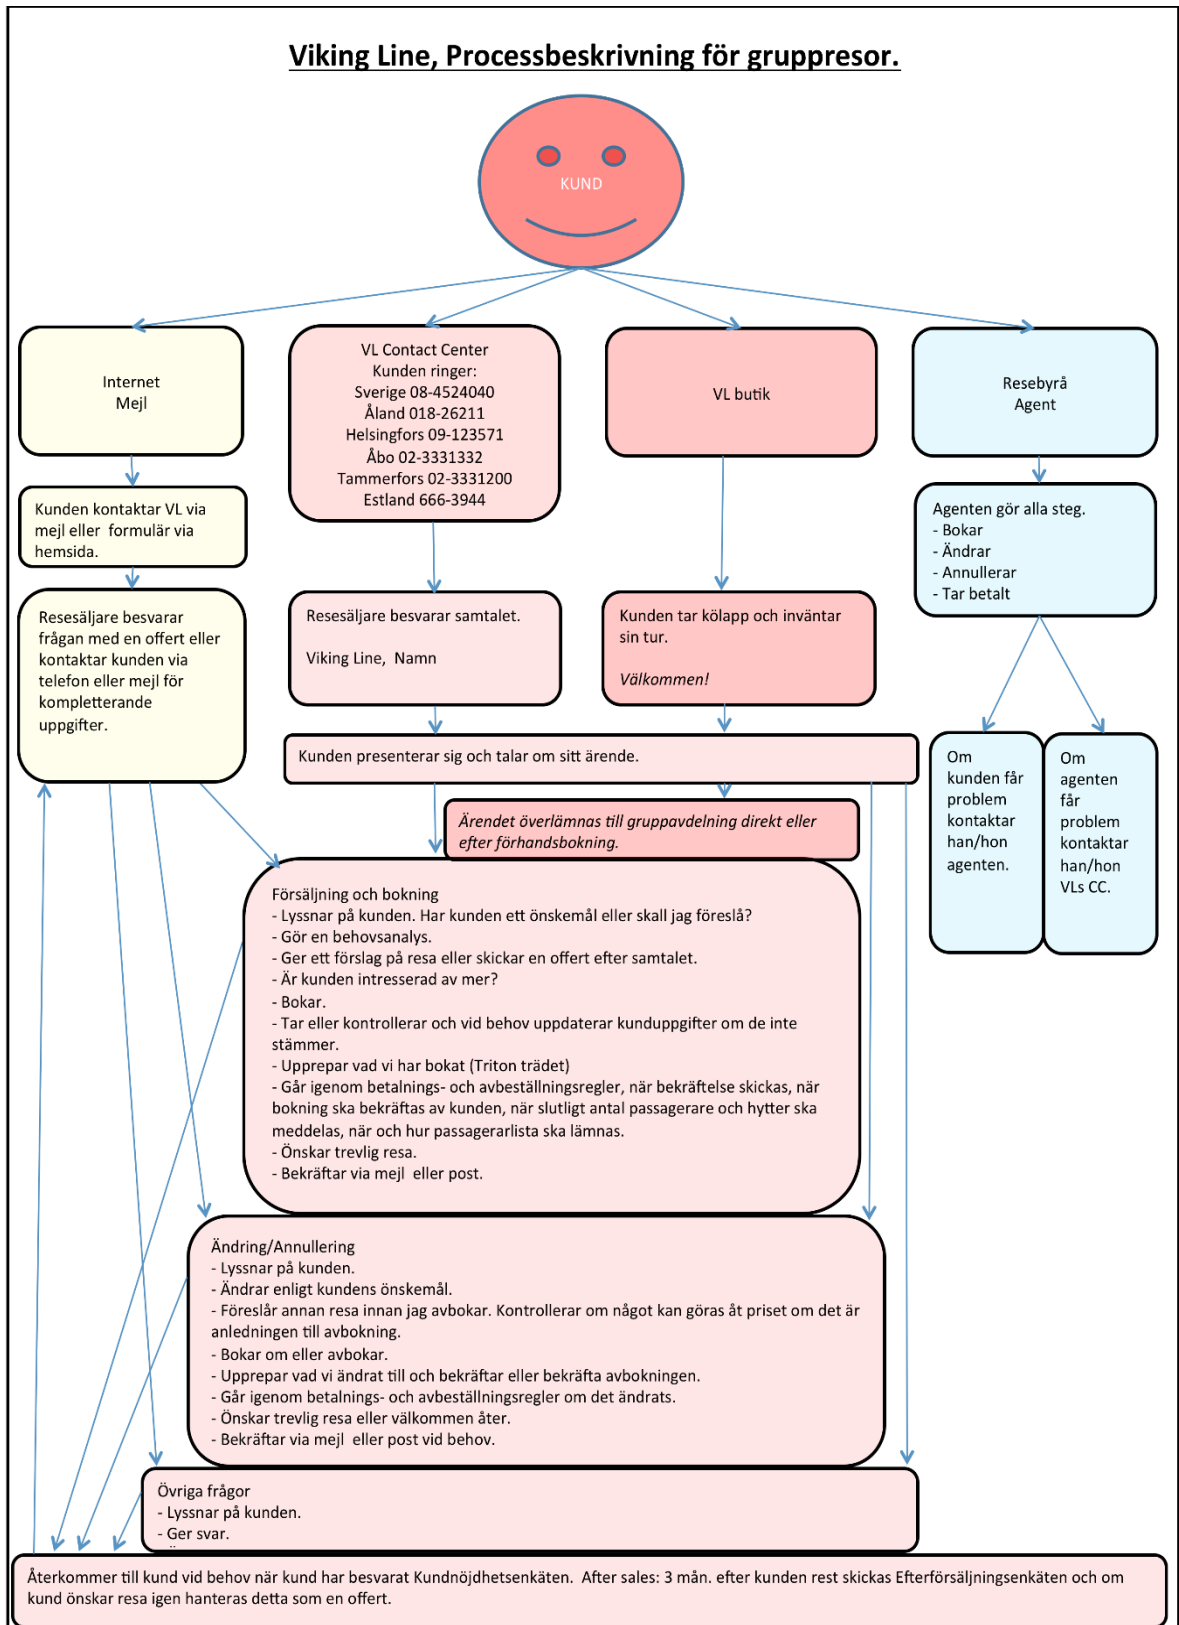 Viking Line, Processbeskrivning för gruppresor.
KUND
Internet
Mejl
VL Contact Center
Kunden ringer:
Sverige 08-4524040
Åland 018-26211
Helsingfors 09-123571
Åbo 02-3331332
Tammerfors 02-3331200
Estland 666-3944
VL butik
Resebyrå
Agent
Kunden kontaktar VL via
mejl eller formulär via
hemsida.
Agenten gör alla steg.
- Bokar
- Ändrar
- Annullerar
- Tar betalt
Resesäljare besvarar
frågan med en offert eller
kontaktar kunden via
telefon eller mejl för
kompletterande
uppgifter.
Resesäljare besvarar samtalet.
Viking Line, Namn
Kunden tar kölapp och inväntar
sin tur.
Välkommen!
Kunden presenterar sig och talar om sitt ärende.
Om
kunden får
problem
kontaktar
han/hon
agenten.
Om
agenten
får
problem
kontaktar
han/hon
VLs CC.
Ärendet överlämnas till gruppavdelning direkt eller
efter förhandsbokning.
Försäljning och bokning
- Lyssnar på kunden. Har kunden ett önskemål eller skall jag föreslå?
- Gör en behovsanalys.
- Ger ett förslag på resa eller skickar en offert efter samtalet.
- Är kunden intresserad av mer?
- Bokar.
- Tar eller kontrollerar och vid behov uppdaterar kunduppgifter om de inte
stämmer.
- Upprepar vad vi har bokat (Triton trädet)
- Går igenom betalnings- och avbeställningsregler, när bekräftelse skickas, när
bokning ska bekräftas av kunden, när slutligt antal passagerare och hytter ska
meddelas, när och hur passagerarlista ska lämnas.
- Önskar trevlig resa.
- Bekräftar via mejl eller post.
Ändring/Annullering
- Lyssnar på kunden.
- Ändrar enligt kundens önskemål.
- Föreslår annan resa innan jag avbokar. Kontrollerar om något kan göras åt priset om det är
anledningen till avbokning.
- Bokar om eller avbokar.
- Upprepar vad vi ändrat till och bekräftar eller bekräfta avbokningen.
- Går igenom betalnings- och avbeställningsregler om det ändrats.
- Önskar trevlig resa eller välkommen åter.
- Bekräftar via mejl eller post vid behov.
Övriga frågor
- Lyssnar på kunden.
- Ger svar.
Återkommer till kund vid behov när kund har besvarat Kundnöjdhetsenkäten. After sales: 3 mån. efter kunden rest skickas Efterförsäljningsenkäten och om
kund önskar resa igen hanteras detta som en offert.